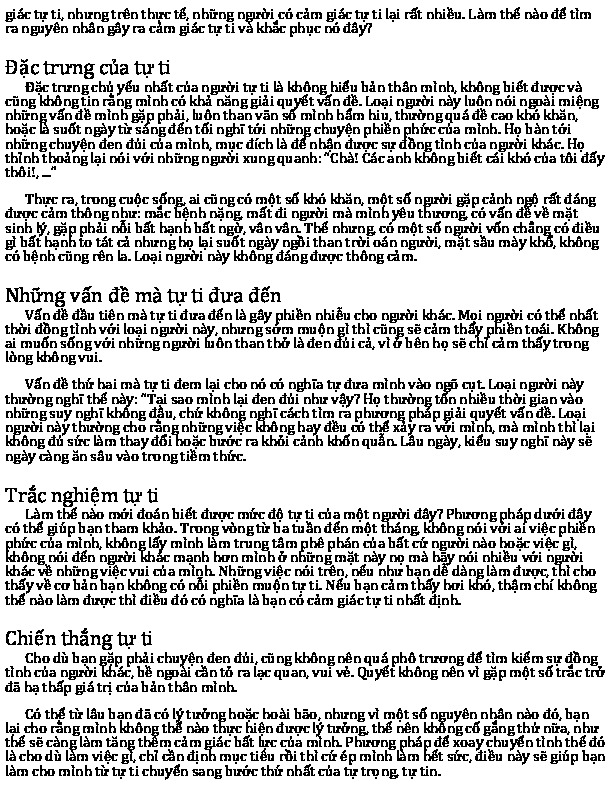 giác tự ti, nhưng trên thực tế, những người có cảm giác tự ti lại rất nhiều. Làm thế nào để tìm
ra nguyên nhân gây ra cảm giác tự ti và khắc phục nó đây?
Đặc trưng của tự ti
Đặc trưng chủ yếu nhất của người tự ti là không hiểu bản thân mình, không biết được và
cũng không tin rằng mình có khả năng giải quyết vấn đề. Loại người này luôn nói ngoài miệng
những vấn đề mình gặp phải, luôn than vãn số mình hẩm hiu, thường quá đề cao khó khăn,
hoặc là suốt ngày từ sáng đến tối nghĩ tới những chuyện phiền phức của mình. Họ bàn tới
những chuyện đen đủi của mình, mục đích là để nhận được sự đồng tình của người khác. Họ
thỉnh thoảng lại nói với những người xung quanh: “Chà! Các anh không biết cái khó của tôi đấy
thôi!, ...”
Thực ra, trong cuộc sống, ai cũng có một số khó khăn, một số người gặp cảnh ngộ rất đáng
được cảm thông như: mắc bệnh nặng, mất đi người mà mình yêu thương, có vấn đề về mặt
sinh lý, gặp phải nỗi bất hạnh bất ngờ, vân vân. Thế nhưng, có một số người vốn chẳng có điều
gì bất hạnh to tát cả nhưng họ lại suốt ngày ngồi than trời oán người, mặt sầu mày khổ, không
có bệnh cũng rên la. Loại người này không đáng được thông cảm.
Những vấn đề mà tự ti đưa đến
Vấn đề đầu tiên mà tự ti đưa đến là gây phiền nhiễu cho người khác. Mọi người có thể nhất
thời đồng tình với loại người này, nhưng sớm muộn gì thì cũng sẽ cảm thấy phiền toái. Không
ai muốn sống với những người luôn than thở là đen đủi cả, vì ở bên họ sẽ chỉ cảm thấy trong
lòng không vui.
Vấn đề thứ hai mà tự ti đem lại cho nó có nghĩa tự đưa mình vào ngõ cụt. Loại người này
thường nghĩ thế này: “Tại sao mình lại đen đủi như vậy? Họ thường tốn nhiều thời gian vào
những suy nghĩ không đâu, chứ không nghĩ cách tìm ra phương pháp giải quyết vấn đề. Loại
người này thường cho rằng những việc không hay đều có thể xảy ra với mình, mà mình thì lại
không đủ sức làm thay đổi hoặc bước ra khỏi cảnh khốn quẫn. Lâu ngày, kiểu suy nghĩ này sẽ
ngày càng ăn sâu vào trong tiềm thức.
Trắc nghiệm tự ti
Làm thế nào mới đoán biết được mức độ tự ti của một người đây? Phương pháp dưới đây
có thể giúp bạn tham khảo. Trong vòng từ ba tuần đến một tháng, không nói với ai việc phiền
phức của mình, không lấy mình làm trung tâm phê phán của bất cứ người nào hoặc việc gì,
không nói đến người khác mạnh hơn mình ở những mặt này nọ mà hãy nói nhiều với người
khác về những việc vui của mình. Những việc nói trên, nếu như bạn dễ dàng làm được, thì cho
thấy về cơ bản bạn không có nỗi phiền muộn tự ti. Nếu bạn cảm thấy hơi khó, thậm chí không
thể nào làm được thì điều đó có nghĩa là bạn có cảm giác tự ti nhất định.
Chiến thắng tự ti
Cho dù bạn gặp phải chuyện đen đủi, cũng không nên quá phô trương để tìm kiếm sự đồng
tình của người khác, bề ngoài cần tỏ ra lạc quan, vui vẻ. Quyết không nên vì gặp một số trắc trở
đã hạ thấp giá trị của bản thân mình.
Có thể từ lâu bạn đã có lý tưởng hoặc hoài bão, nhưng vì một số nguyên nhân nào đó, bạn
lại cho rằng mình không thể nào thực hiện được lý tưởng, thế nên không cố gắng thử nữa, như
thế sẽ càng làm tăng thêm cảm giác bất lực của mình. Phương pháp để xoay chuyển tình thế đó
là cho dù làm việc gì, chỉ cần định mục tiêu rồi thì cứ ép mình làm hết sức, điều này sẽ giúp bạn
làm cho mình từ tự ti chuyển sang bước thứ nhất của tự trọng, tự tin.